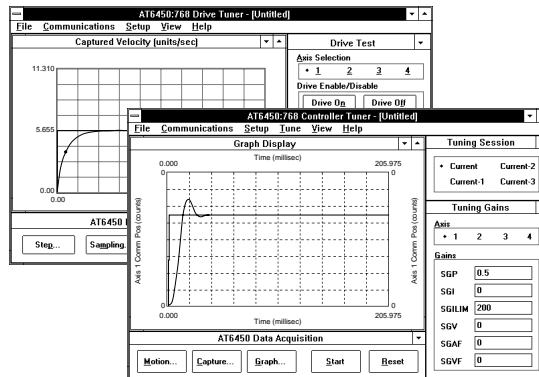 AT6450:768 Drive Tuner - [Untitled]
File Communications Setup View Help
Captured Velocity (units/sec)
11.310
5.655
0.00
0.00
Drive Test
Axis Selection
1 2 3 4
Drive Enable/Disable
Drive On Drive Off
AT6450
Step... Sampling.
AT6450:768 Controller Tuner - [Untitled]
File Communications Setup Tune View Help
Graph Display
0.000 Time (millisec) 205.975
0 0
Axis 1 Comm Pos (counts)
Axis 1 Comm Pos (counts)
0 0
0.000 Time (millisec) 205.975
AT6450 Data Acquisition
Motion... Capture... Graph... Start Reset
Tuning Session
Current Current-2
Current-1 Current-3
Tuning Gains
Axis
1 2 3 4
Gains
SGP 0.5
SGI 0
SGILIM 200
SGV 0
SGAF 0
SGVF 0